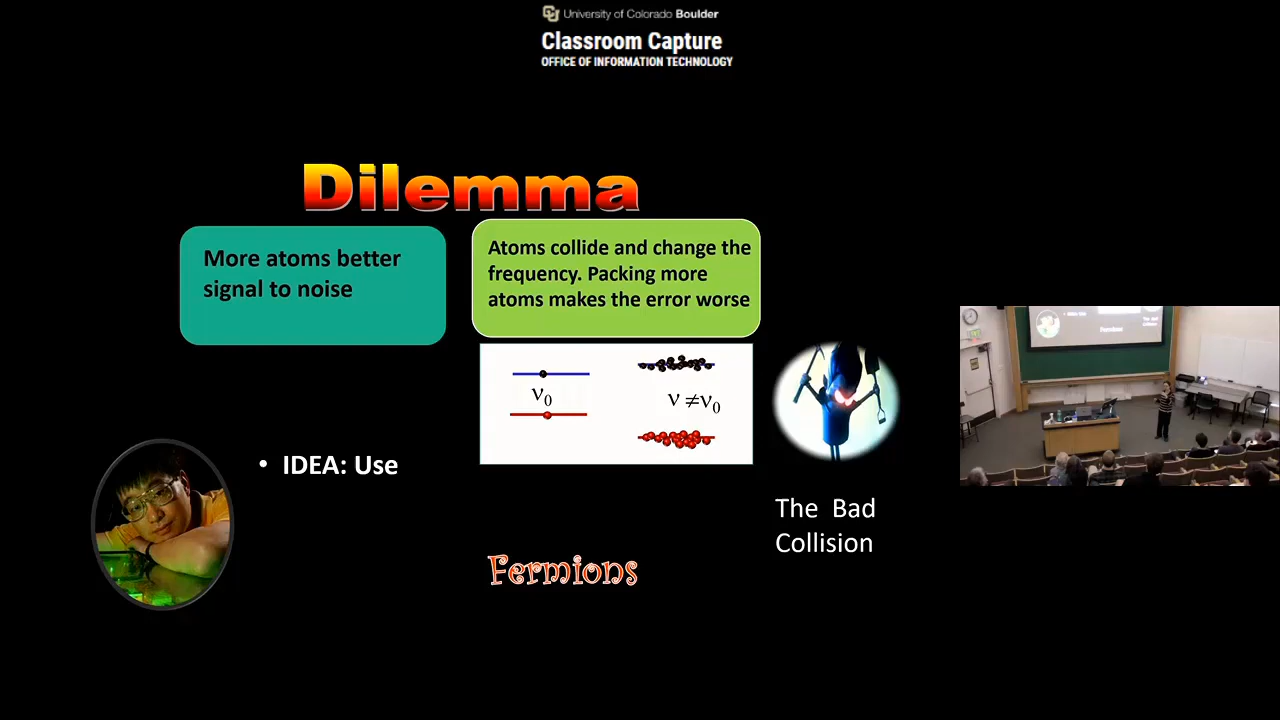 University of Colorado Boulder
Classroom Capture
OFFICE OF INFORMATION TECHNOLOGY
Dilemma
More atoms better
signal to noise
Atoms collide and change the
frequency. Packing more
atoms makes the error worse
ν0
ν ≠ν0
• IDEA: Use
The Bad
Collision
Fermions